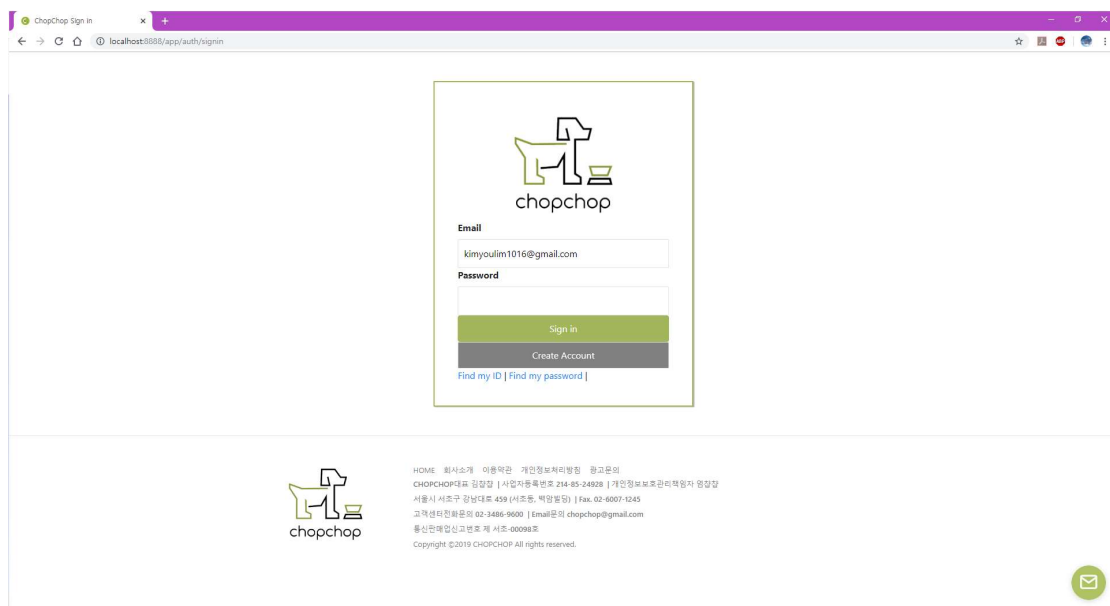 ChopChop Sign in
localhost:8888/app/auth/signin
chopchop
Email
kimyoulim1016@gmail.com
Password
Sign in
Create Account
Find my ID | Find my password |
chopchop
HOME 회사소개 이용약관 개인정보처리방침 광고문의
CHOPCHOP대표 김찹찹 | 사업자등록번호 214-85-24928 | 개인정보보호관리책임자 엄찹찹
서울시 서초구 강남대로 459 (서초동, 백암빌딩) | Fax. 02-6007-1245
고객센터전화문의 02-3486-9600 | Email문의 chopchop@gmail.com
통신판매업신고번호 제 서초-00098호
Copyright ©2019 CHOPCHOP All rights reserved.